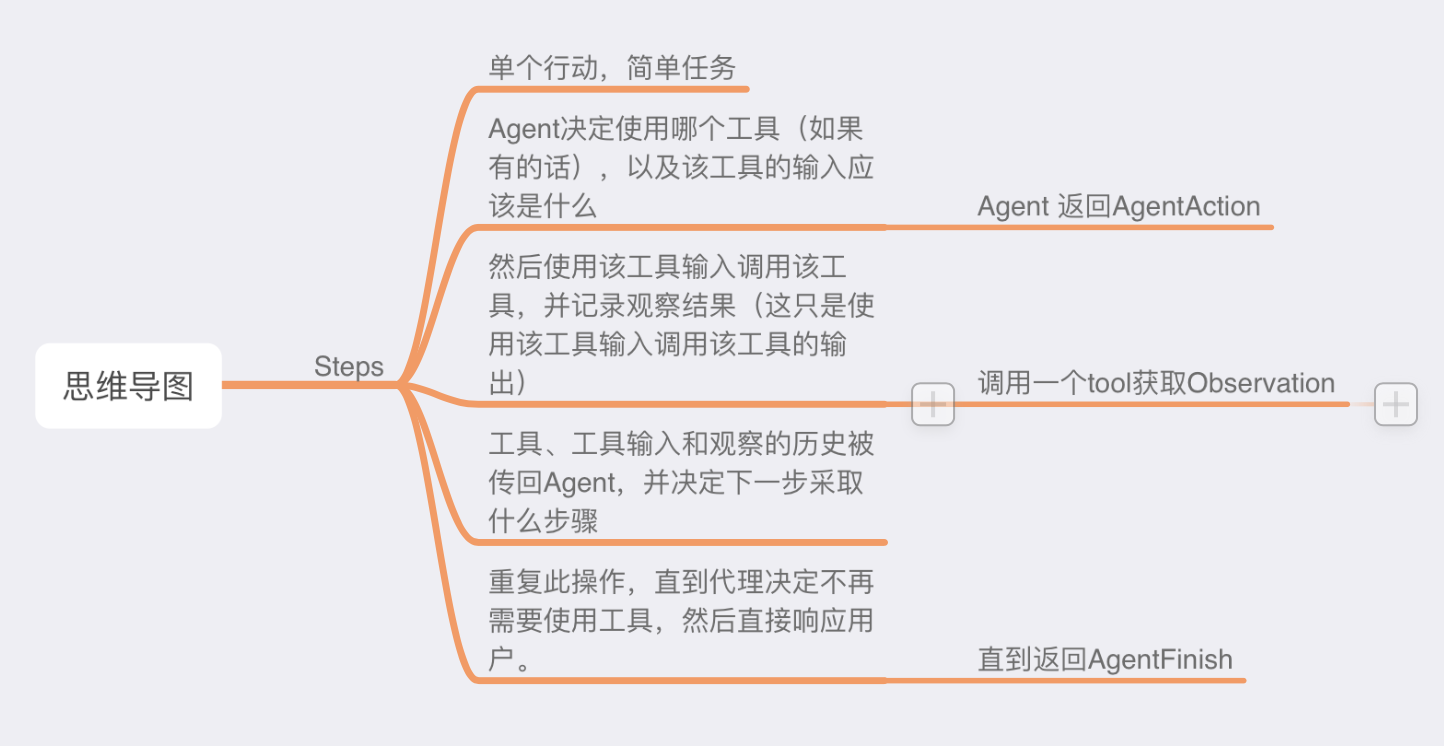 单个行动，简单任务
Agent决定使用哪个工具（如果
有的话），以及该工具的输入应
该是什么
Agent 返回AgentAction
然后使用该工具输入调用该工
具，并记录观察结果（这只是使
用该工具输入调用该工具的输
出）
思维导图
Steps
调用一个tool获取Observation
工具、工具输入和观察的历史被
传回Agent，并决定下一步采取
什么步骤
重复此操作，直到代理决定不再
需要使用工具，然后直接响应用
户。
直到返回AgentFinish